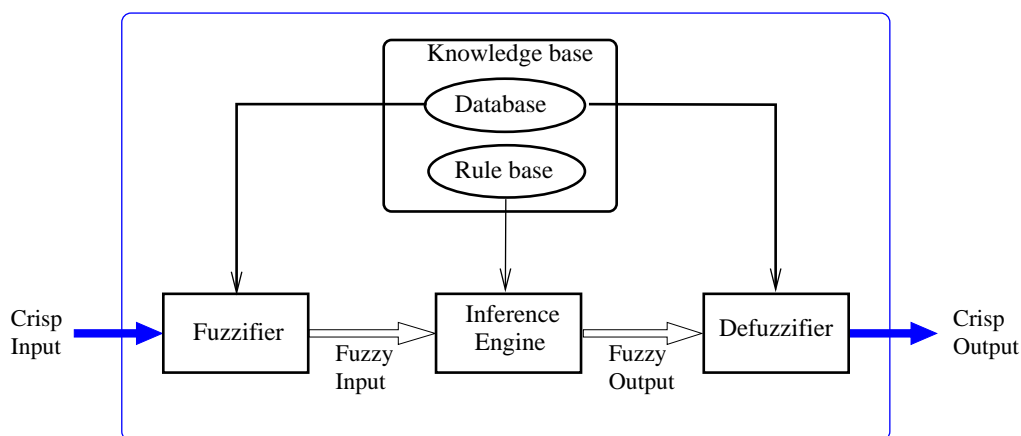 Knowledge base
Database
Rule base
Crisp
Input
Fuzzifier
Fuzzy
Input
Inference
Engine
Fuzzy
Output
Defuzzifier
Crisp
Output